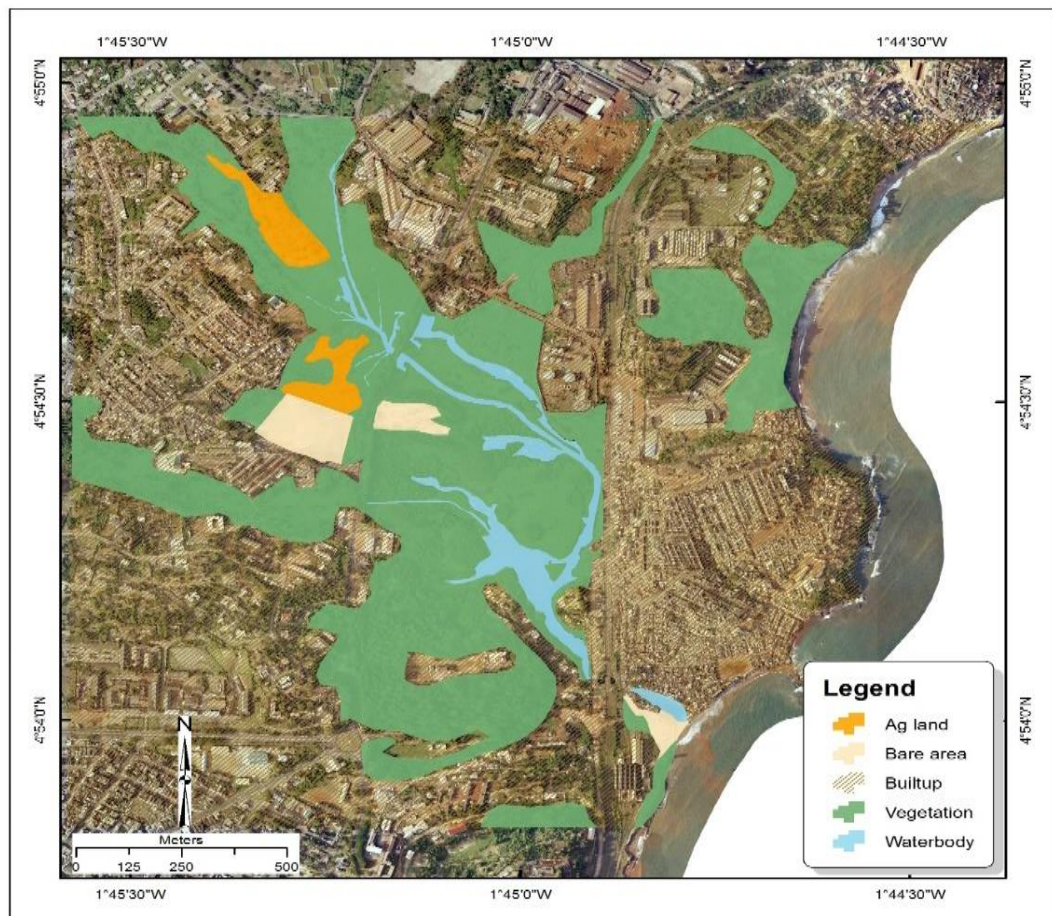 1°45'30"W 1°45'0"W 1°44'30"W
4°55'0"N 4°55'0"N
4°54'30"N 4°54'30"N
4°54'0"N 4°54'0"N
Legend
Ag land
Bare area
Builtup
Vegetation
Waterbody
N
Meters
0 125 250 500
1°45'30"W 1°45'0"W 1°44'30"W